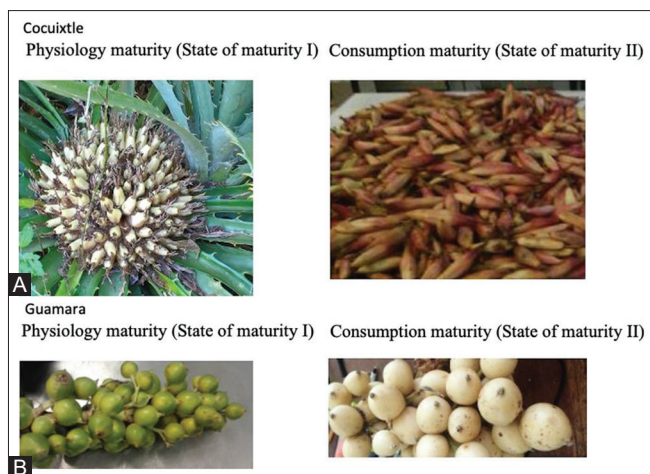 Cocuixtle
Physiology maturity (State of maturity I) Consumption maturity (State of maturity II)
A
Guamara
Physiology maturity (State of maturity I) Consumption maturity (State of maturity II)
B